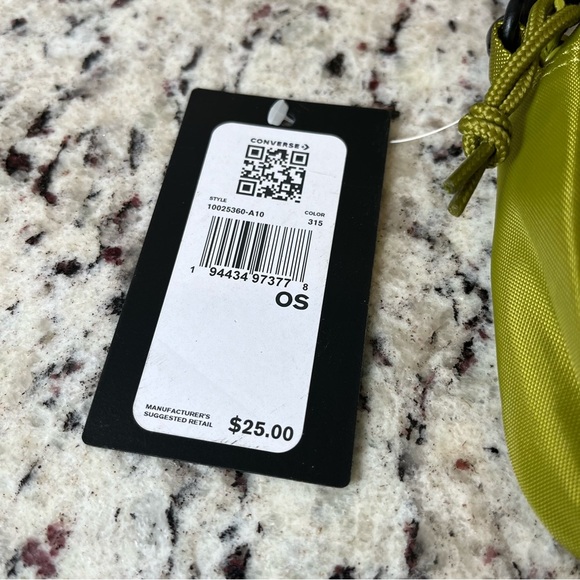 CONVERSE
STYLE COLOR
10025360-A10 315
1 94434 97377 8
OS
MANUFACTURER'S
SUGGESTED RETAIL $25.00